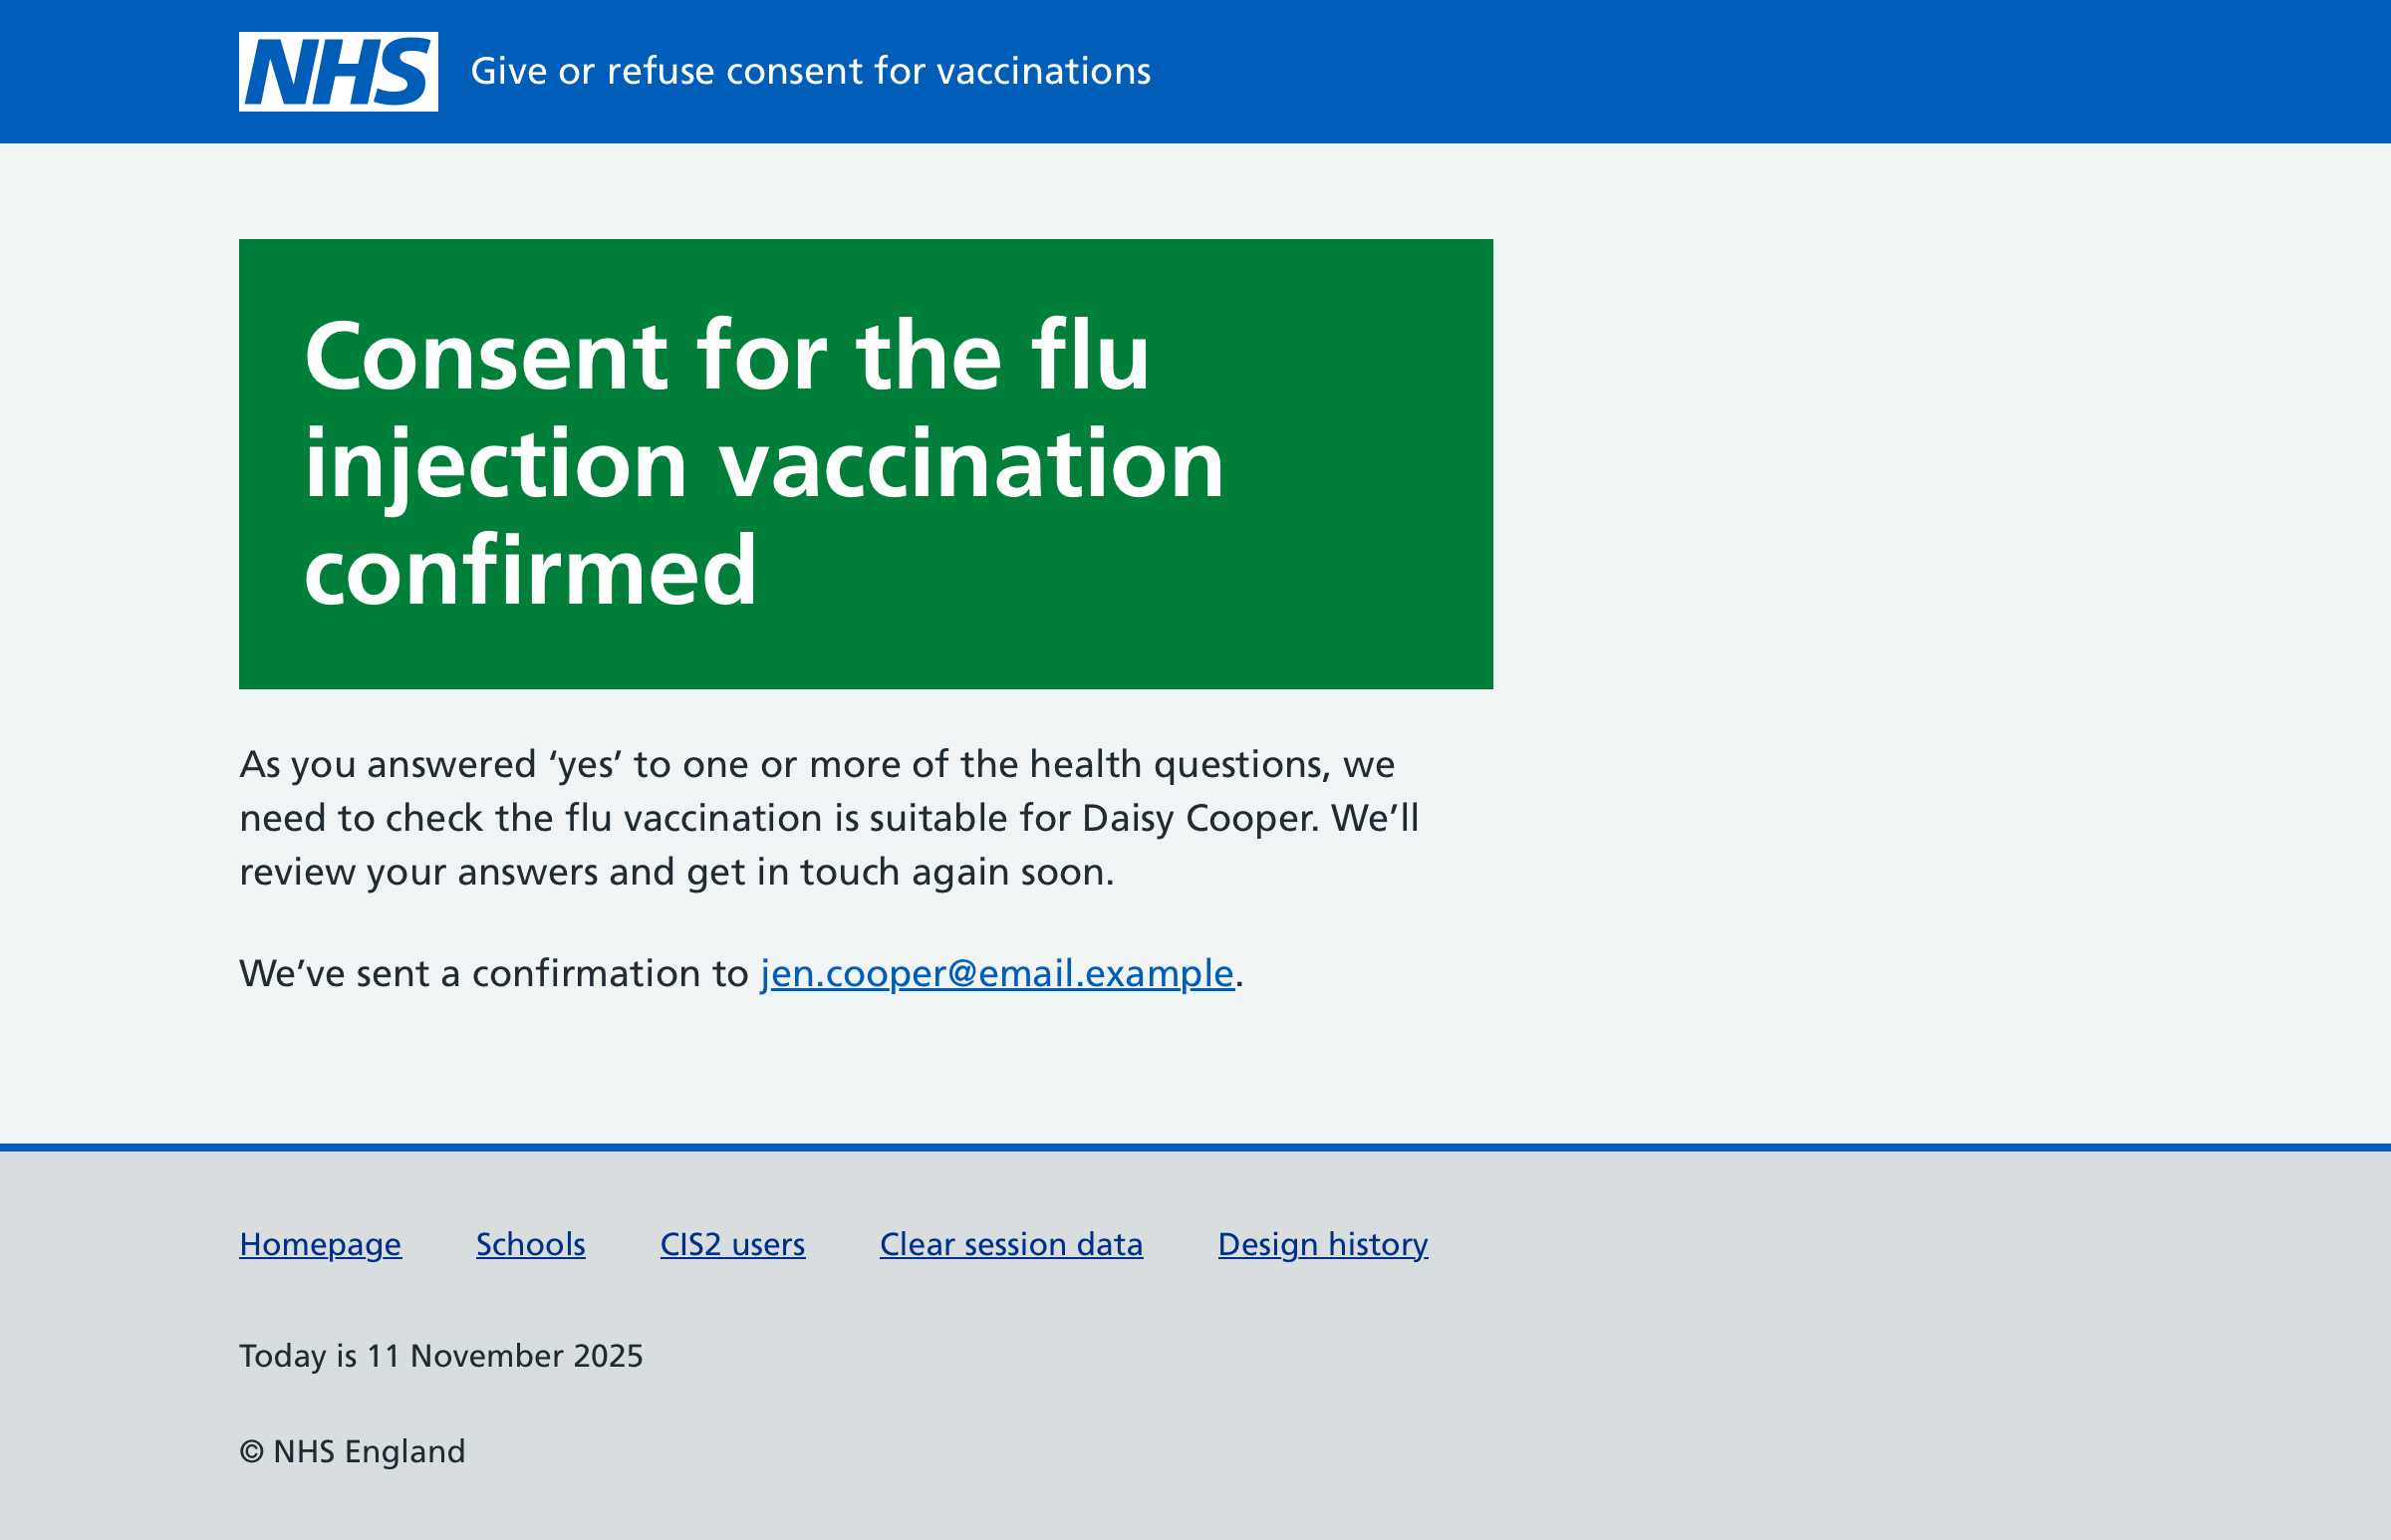 NHS
Give or refuse consent for vaccinations
Consent for the flu
injection vaccination
confirmed
As you answered ‘yes’ to one or more of the health questions, we
need to check the flu vaccination is suitable for Daisy Cooper. We’ll
review your answers and get in touch again soon.
We’ve sent a confirmation to jen.cooper@email.example.
Homepage Schools CIS2 users Clear session data Design history
Today is 11 November 2025
© NHS England